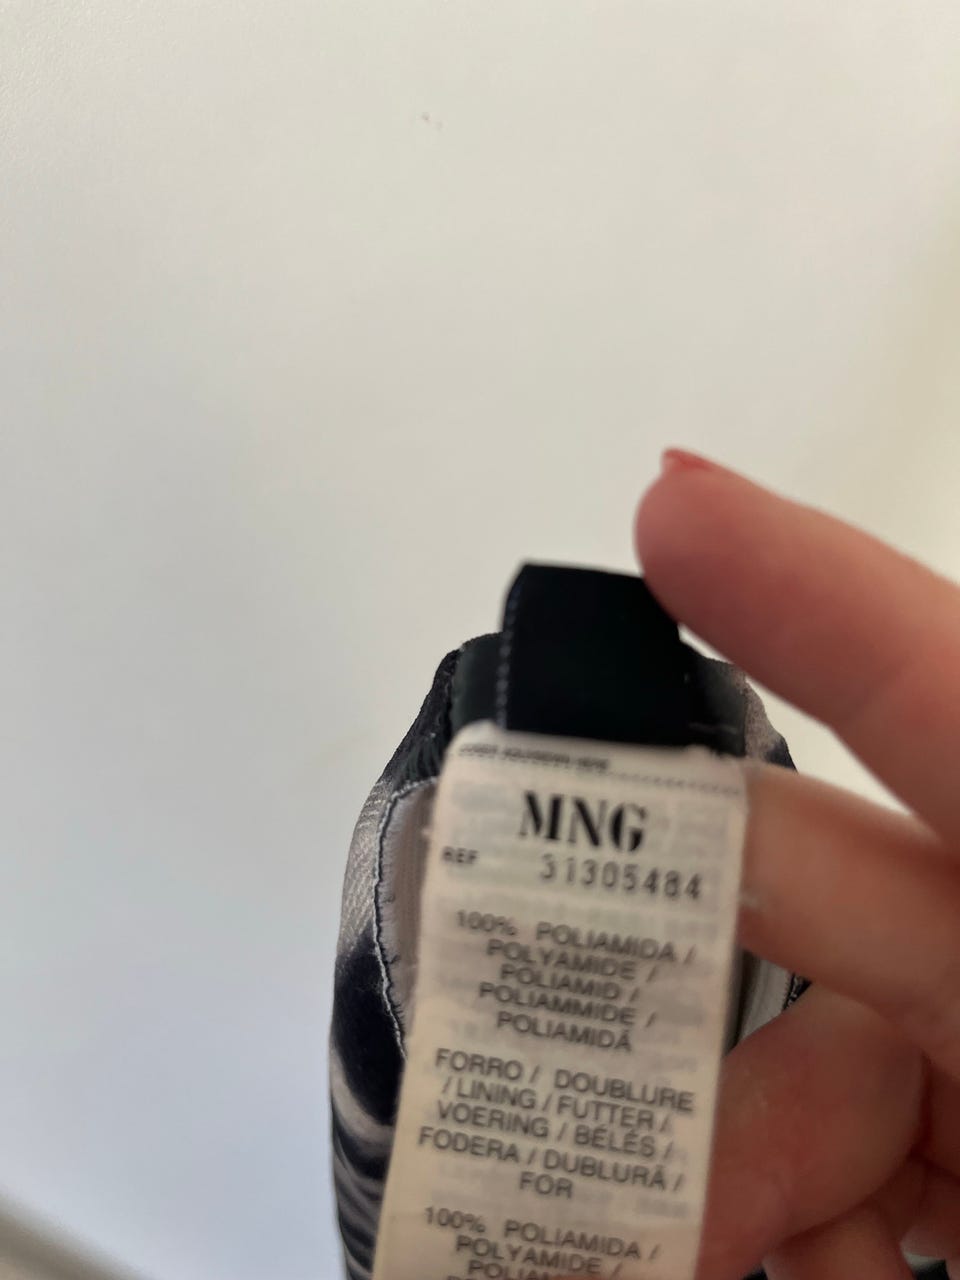 MNG
REF 31305484
100% POLIAMIDA /
POLYAMIDE /
POLIAMID /
POLIAMMIDE /
POLIAMIDĂ
FORRO / DOUBLURE
/ LINING / FUTTER /
VOERING / BÉLÉS /
FODERA / DUBLURĂ /
FOR
100% POLIAMIDA /
POLYAMIDE /